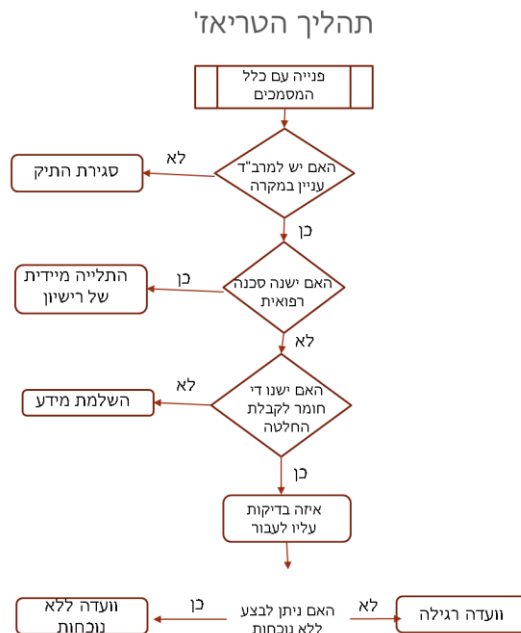 תהליך הטריאז'
פנייה עם כלל
המסמכים
האם יש למרב"ד
עניין במקרה
לא
סגירת התיק
כן
האם ישנה סכנה
רפואית
כן
התלייה מיידית
של רישיון
לא
האם ישנו די
חומר לקבלת
החלטה
לא
השלמת מידע
כן
איזה בדיקות
עליו לעבור
האם ניתן לבצע
ללא נוכחות
לא
וועדה רגילה
כן
וועדה ללא
נוכחות